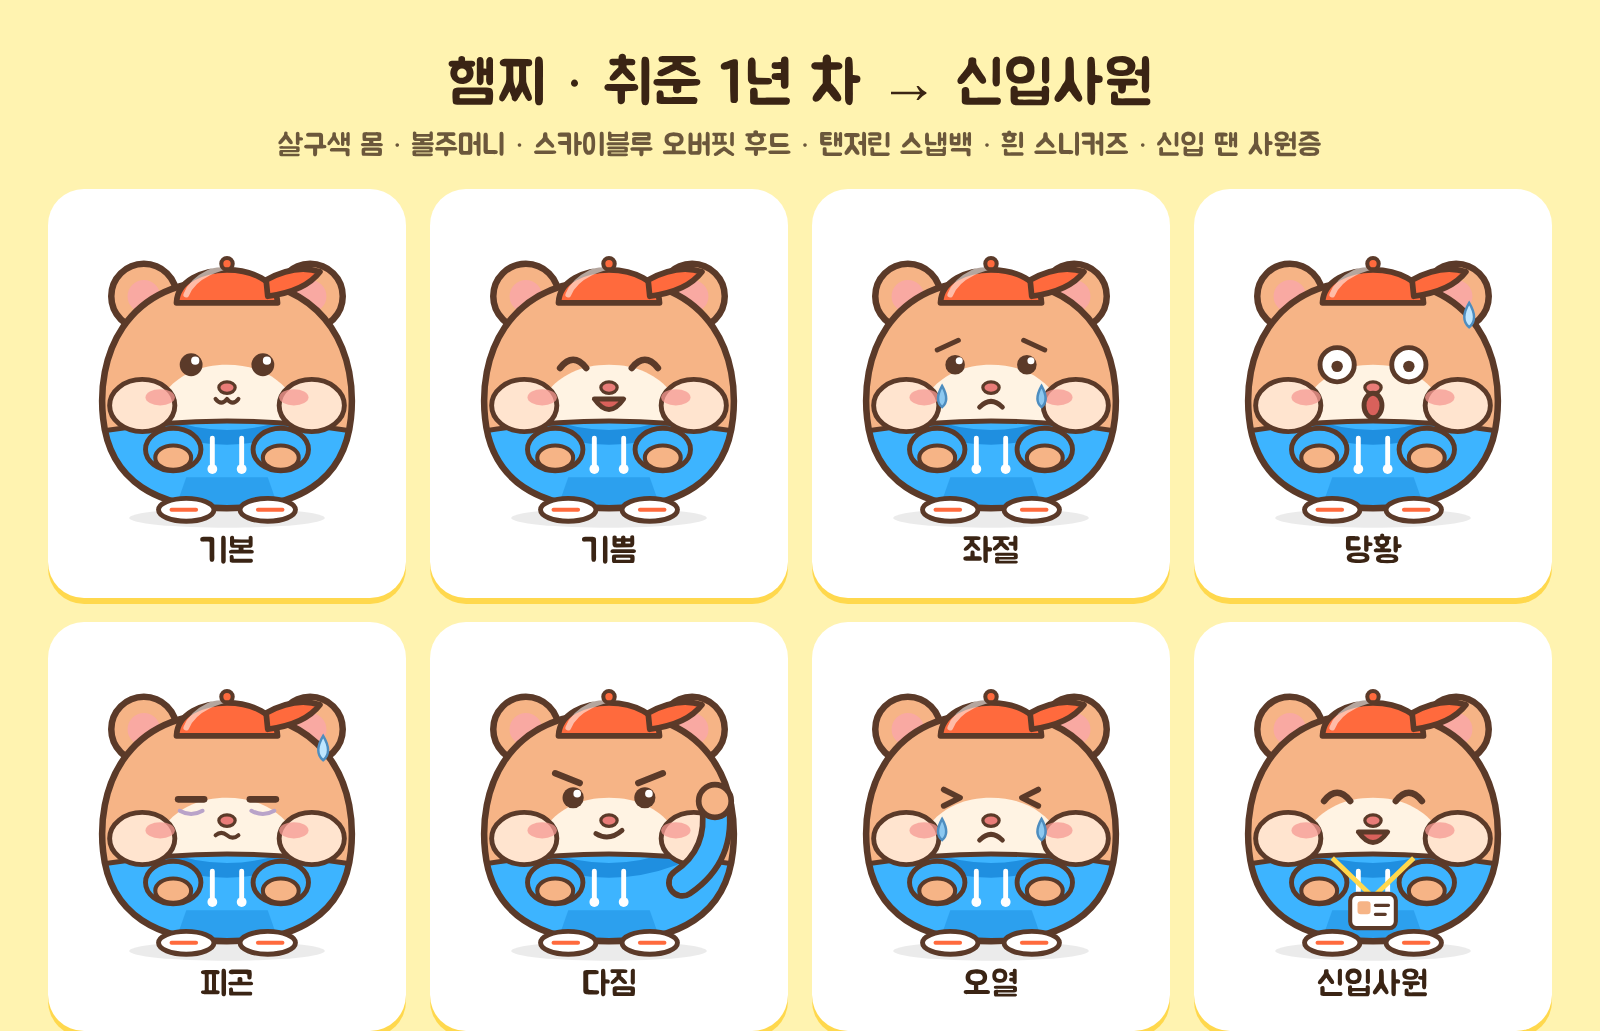 햄찌 · 취준 1년 차 → 신입사원
살구색 몸 · 볼주머니 · 스카이블루 오버핏 후드 · 탠저린 스냅백 · 흰 스니커즈 · 신입 땐 사원증
기본
기쁨
좌절
당황
피곤
다짐
오열
신입사원